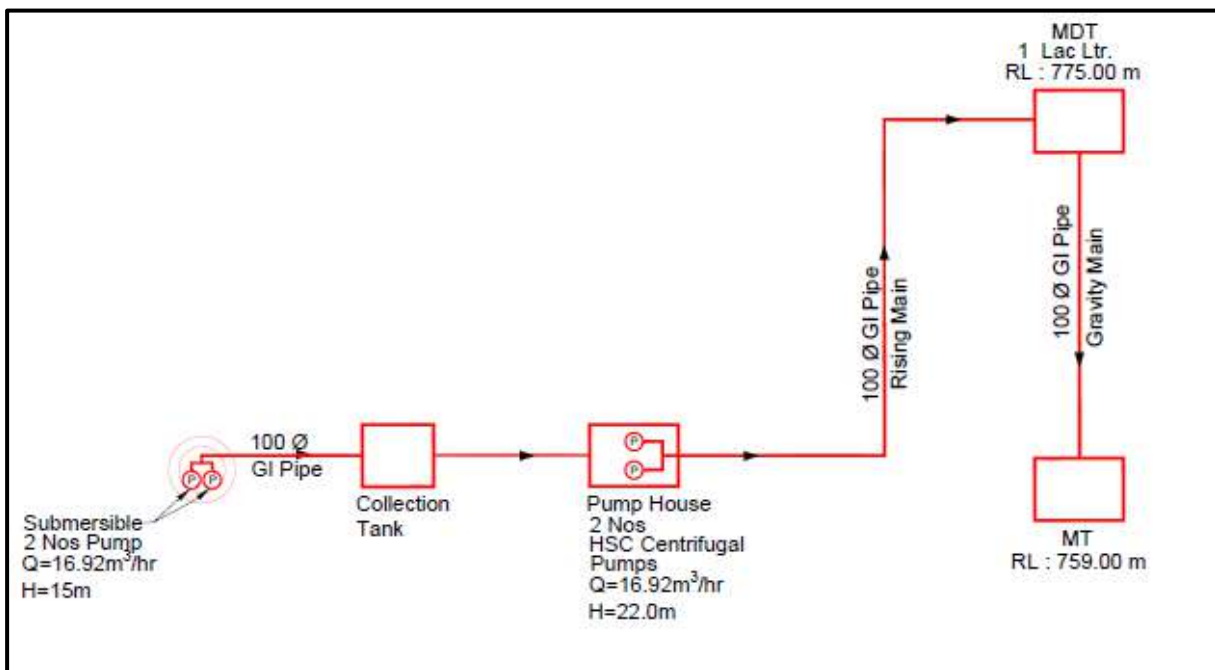 MDT
1 Lac Ltr.
RL : 775.00 m
100 Ø GI Pipe
Rising Main
100 Ø GI Pipe
Gravity Main
100 Ø
GI Pipe
P
P
P
P
Submersible
2 Nos Pump
Q=16.92m³/hr
H=15m
Collection
Tank
Pump House
2 Nos
HSC Centrifugal
Pumps
Q=16.92m³/hr
H=22.0m
MT
RL : 759.00 m